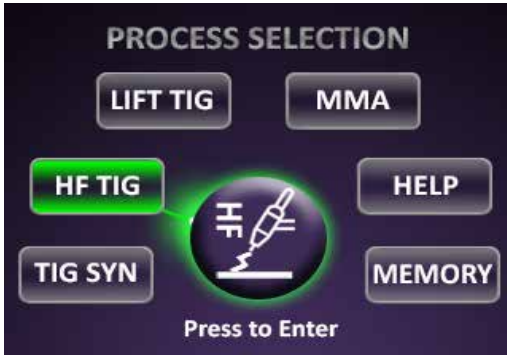 PROCESS SELECTION
LIFT TIG
MMA
HF TIG
HELP
HF
TIG SYN
MEMORY
Press to Enter